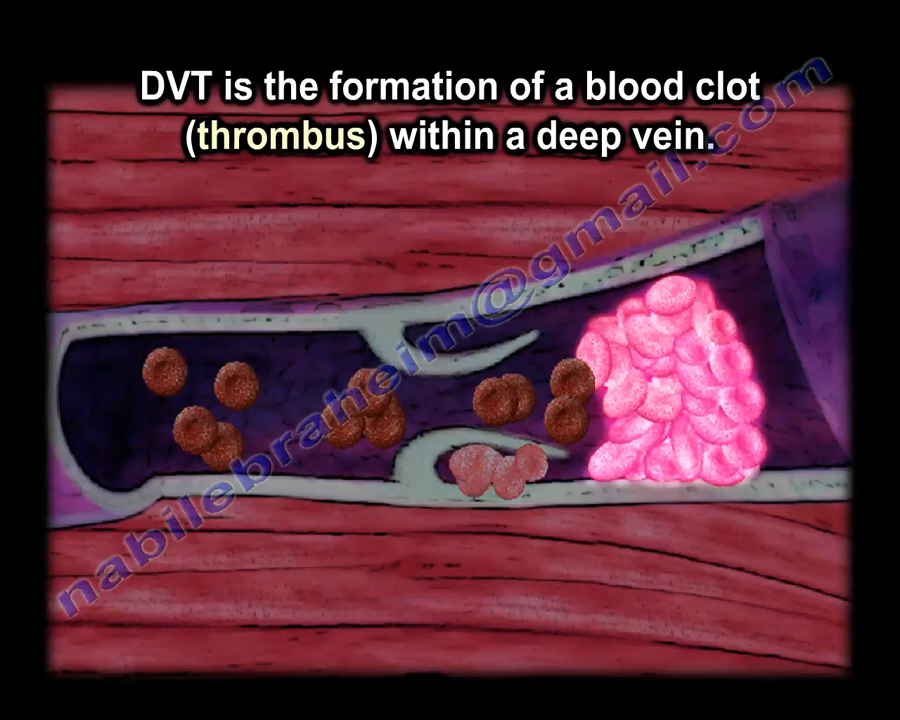 DVT is the formation of a blood clot
(thrombus) within a deep vein.
nabilebraheim@gmail.com